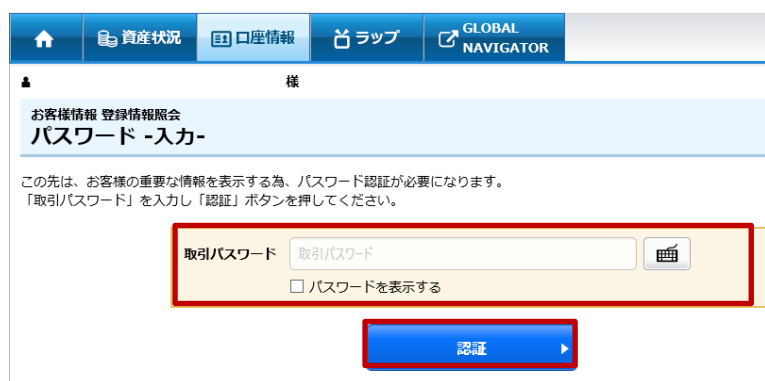 資産状況 口座情報 ラップ GLOBAL NAVIGATOR
様
お客様情報 登録情報照会
パスワード -入力-
この先は、お客様の重要な情報を表示する為、パスワード認証が必要になります。
「取引パスワード」を入力し「認証」ボタンを押してください。
取引パスワード 取引パスワード
パスワードを表示する
認証